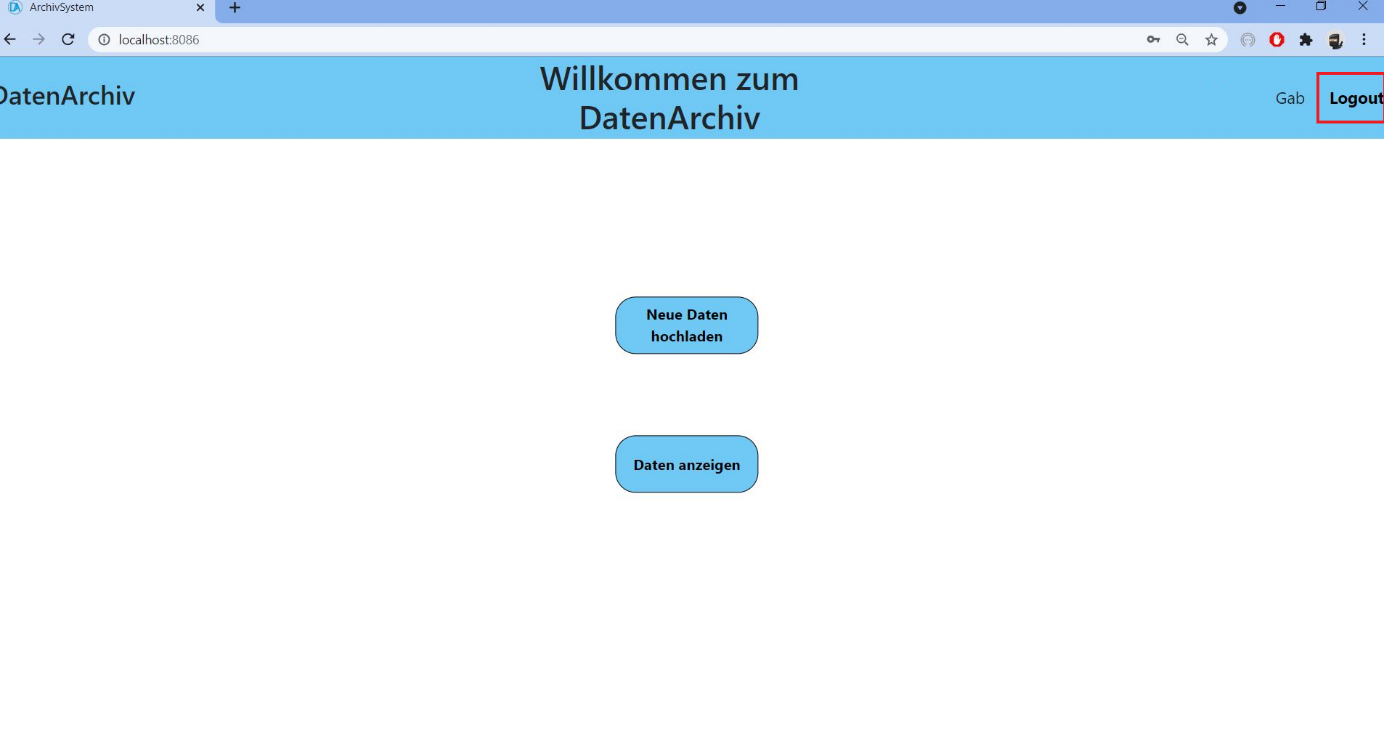 ArchivSystem
localhost:8086
DatenArchiv
Willkommen zum
DatenArchiv
Gab
Logout
Neue Daten
hochladen
Daten anzeigen